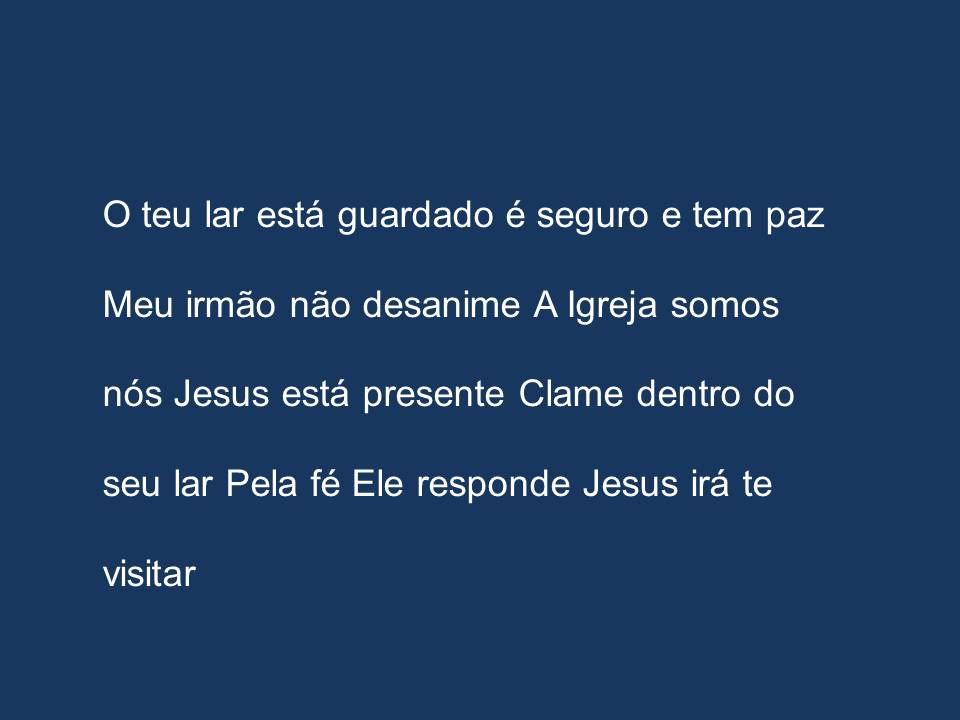 O teu lar está guardado é seguro e tem paz
Meu irmão não desanime A Igreja somos
nós Jesus está presente Clame dentro do
seu lar Pela fé Ele responde Jesus irá te
visitar